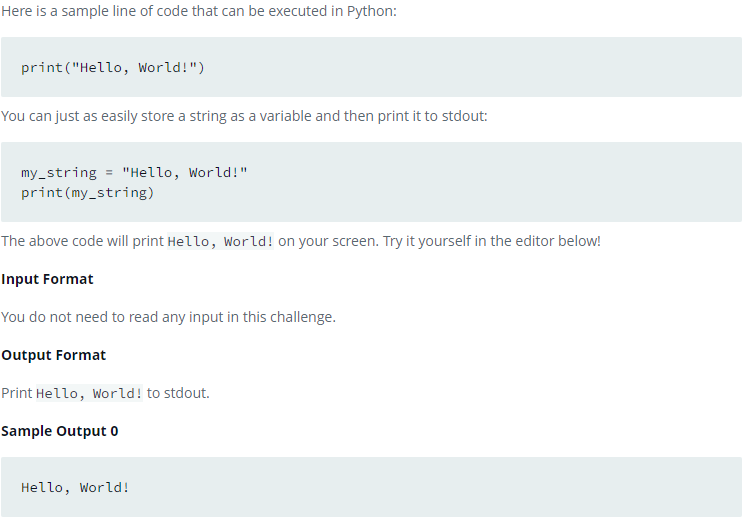 Here is a sample line of code that can be executed in Python:
print("Hello, World!")
You can just as easily store a string as a variable and then print it to stdout:
my_string = "Hello, World!"
print(my_string)
The above code will print Hello, World! on your screen. Try it yourself in the editor below!
Input Format
You do not need to read any input in this challenge.
Output Format
Print Hello, World! to stdout.
Sample Output 0
Hello, World!